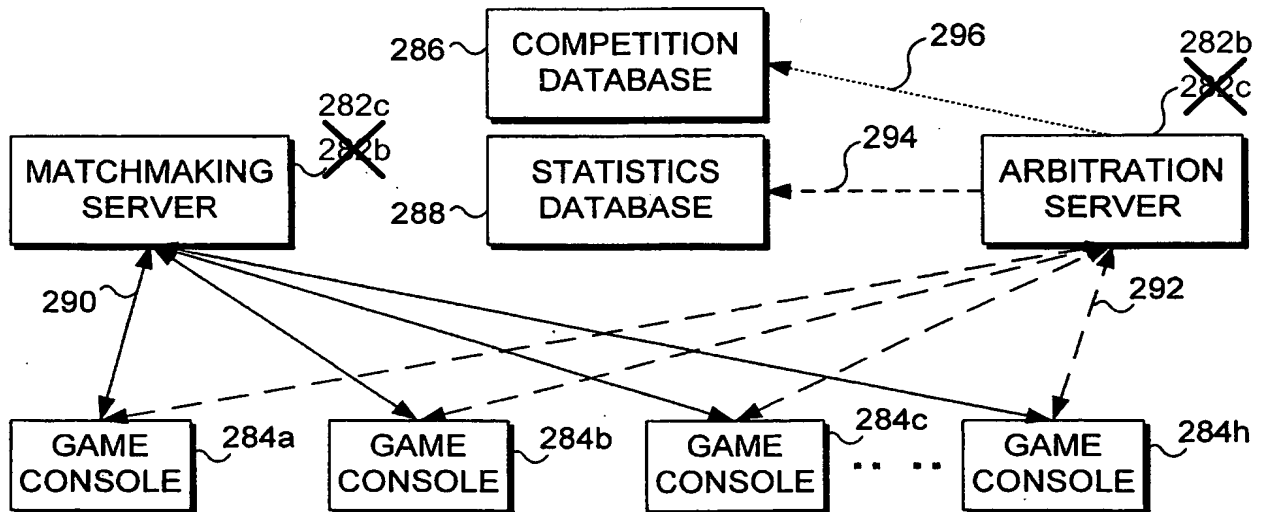 286
COMPETITION
DATABASE
296
282b
282c
282c
282b
MATCHMAKING
SERVER
288
STATISTICS
DATABASE
294
ARBITRATION
SERVER
290
292
GAME
CONSOLE
284a
GAME
CONSOLE
284b
GAME
CONSOLE
284c
GAME
CONSOLE
284h